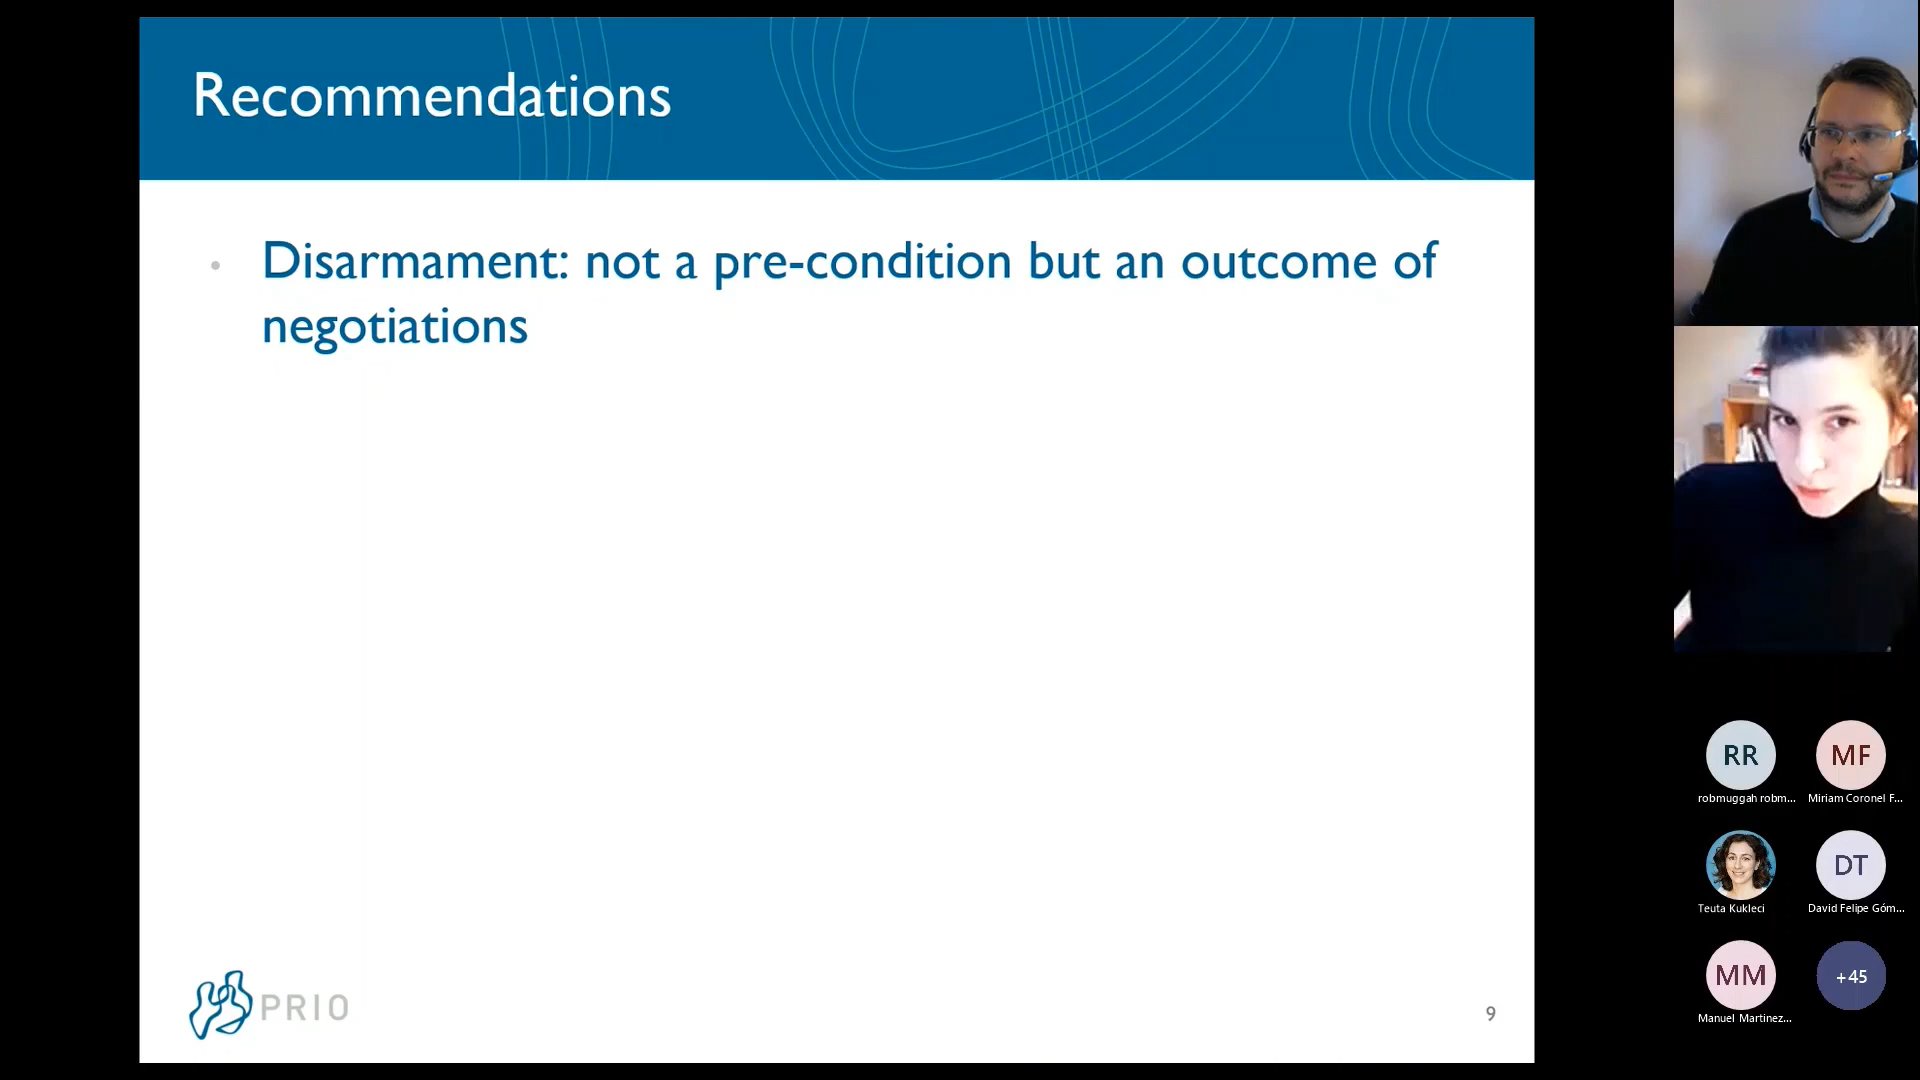 Recommendations
• Disarmament: not a pre-condition but an outcome of
negotiations
PRIO
9
RR
MF
robmuggah robm...
Miriam Coronel F...
DT
Teuta Kukleci
David Felipe Góm...
MM
+45
Manuel Martinez...